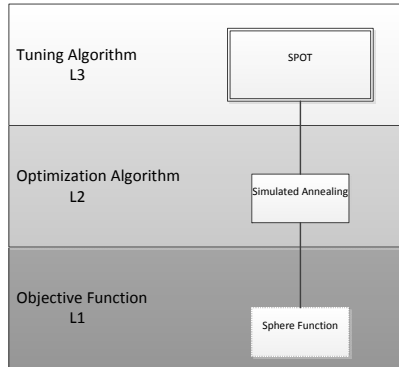 Tuning Algorithm
L3
SPOT
Optimization Algorithm
L2
Simulated Annealing
Objective Function
L1
Sphere Function